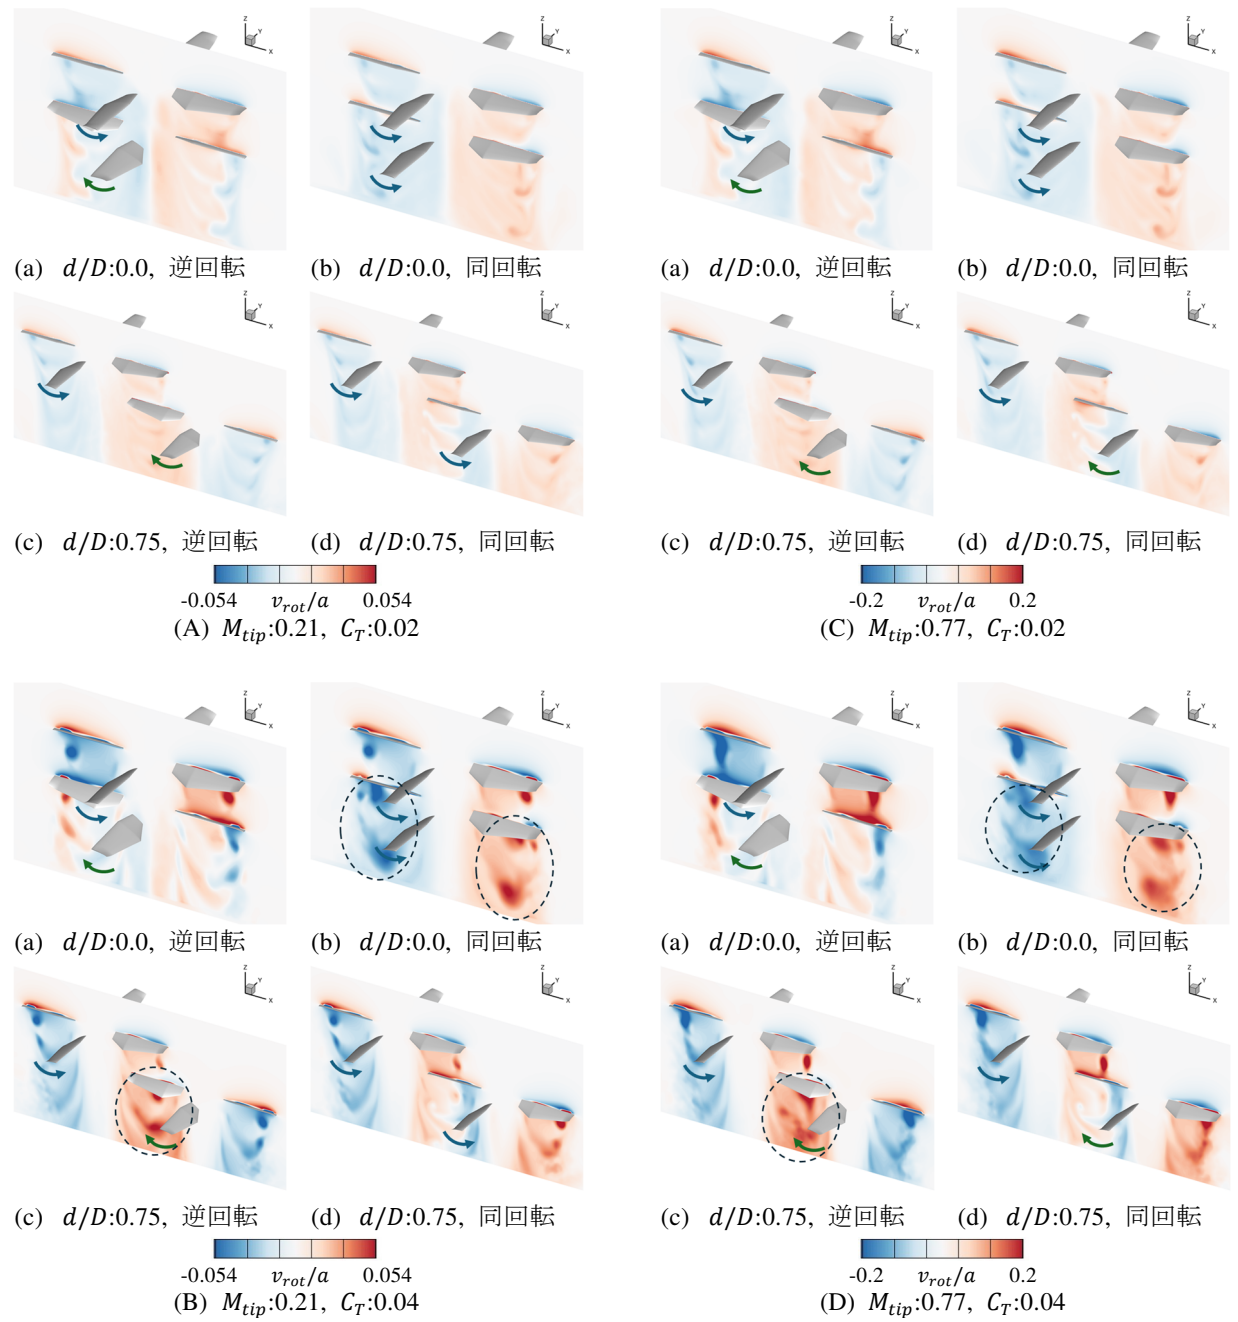 Z Y X Z Y X Z Y X Z Y X
(a) d/D:0.0, 逆回転 (b) d/D:0.0, 同回転 (a) d/D:0.0, 逆回転 (b) d/D:0.0, 同回転
Z Y X Z Y X Z Y X Z Y X
(c) d/D:0.75, 逆回転 (d) d/D:0.75, 同回転 (c) d/D:0.75, 逆回転 (d) d/D:0.75, 同回転
-0.054 v_rot/a 0.054 -0.2 v_rot/a 0.2
(A) M_tip:0.21, C_T:0.02 (C) M_tip:0.77, C_T:0.02
Z Y X Z Y X Z Y X Z Y X
(a) d/D:0.0, 逆回転 (b) d/D:0.0, 同回転 (a) d/D:0.0, 逆回転 (b) d/D:0.0, 同回転
Z Y X Z Y X Z Y X Z Y X
(c) d/D:0.75, 逆回転 (d) d/D:0.75, 同回転 (c) d/D:0.75, 逆回転 (d) d/D:0.75, 同回転
-0.054 v_rot/a 0.054 -0.2 v_rot/a 0.2
(B) M_tip:0.21, C_T:0.04 (D) M_tip:0.77, C_T:0.04